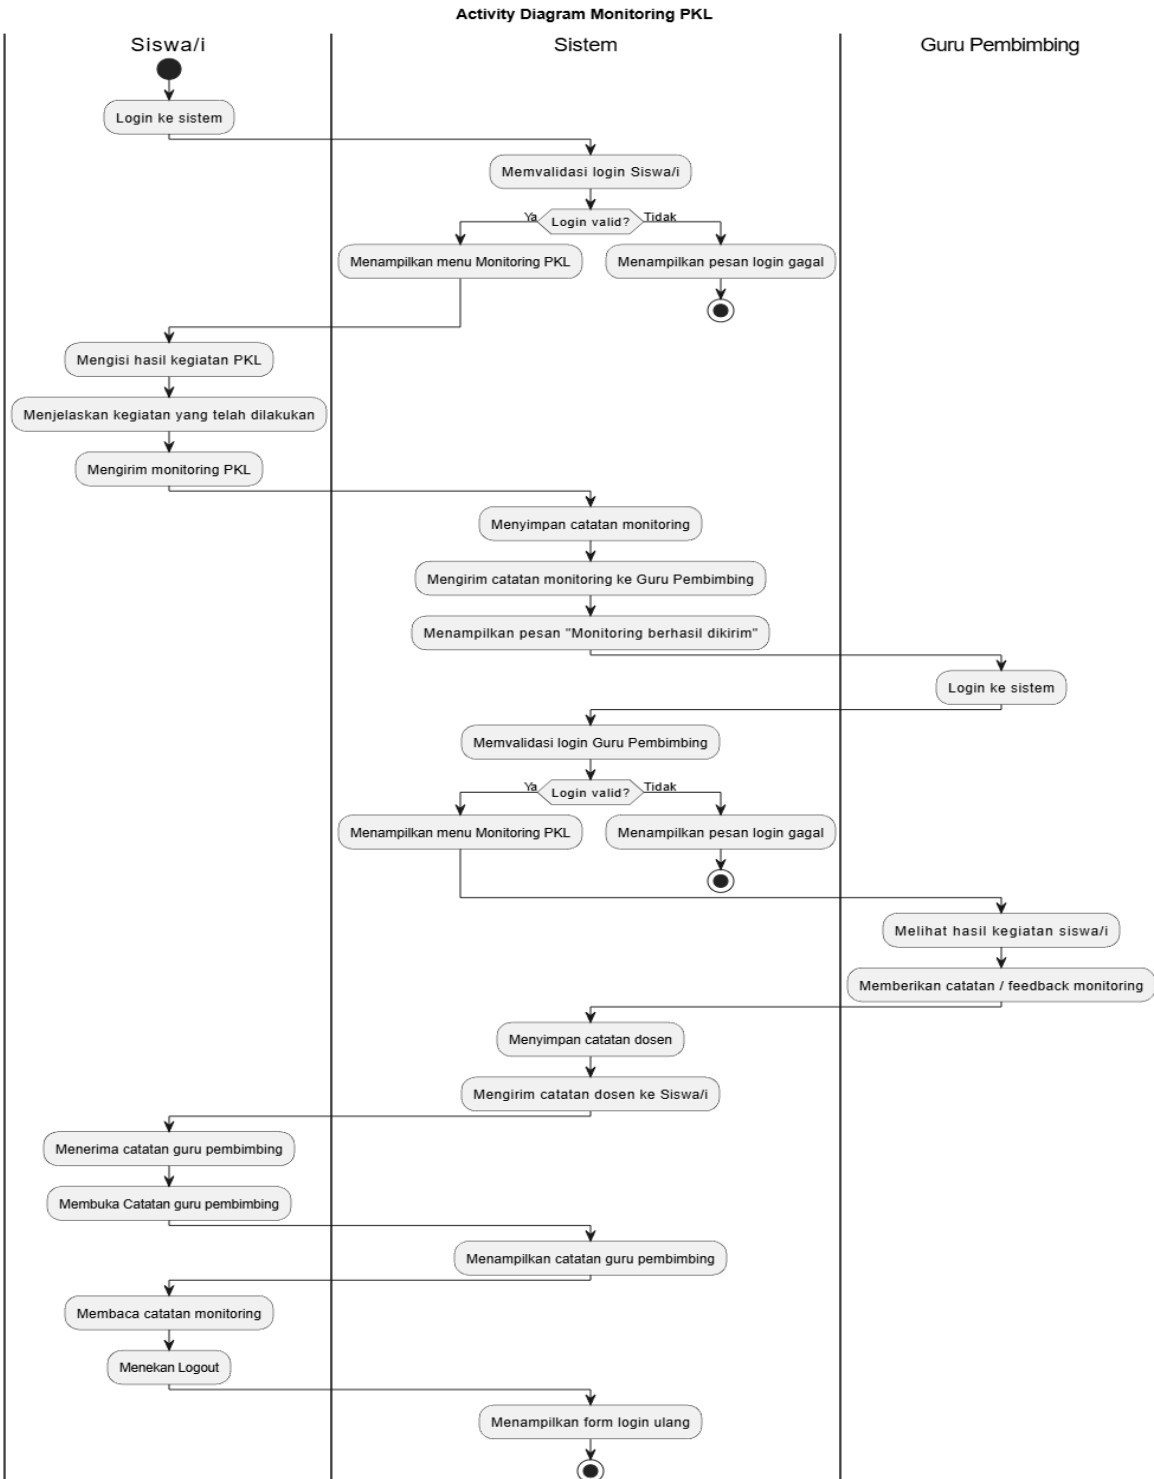 Activity Diagram Monitoring PKL
Siswa/i
Sistem
Guru Pembimbing
Login ke sistem
Memvalidasi login Siswa/i
Ya
Login valid?
Tidak
Menampilkan menu Monitoring PKL
Menampilkan pesan login gagal
Mengisi hasil kegiatan PKL
Menjelaskan kegiatan yang telah dilakukan
Mengirim monitoring PKL
Menyimpan catatan monitoring
Mengirim catatan monitoring ke Guru Pembimbing
Menampilkan pesan "Monitoring berhasil dikirim"
Login ke sistem
Memvalidasi login Guru Pembimbing
Ya
Login valid?
Tidak
Menampilkan menu Monitoring PKL
Menampilkan pesan login gagal
Melihat hasil kegiatan siswa/i
Memberikan catatan / feedback monitoring
Menyimpan catatan dosen
Mengirim catatan dosen ke Siswa/i
Menerima catatan guru pembimbing
Membuka Catatan guru pembimbing
Menampilkan catatan guru pembimbing
Membaca catatan monitoring
Menekan Logout
Menampilkan form login ulang